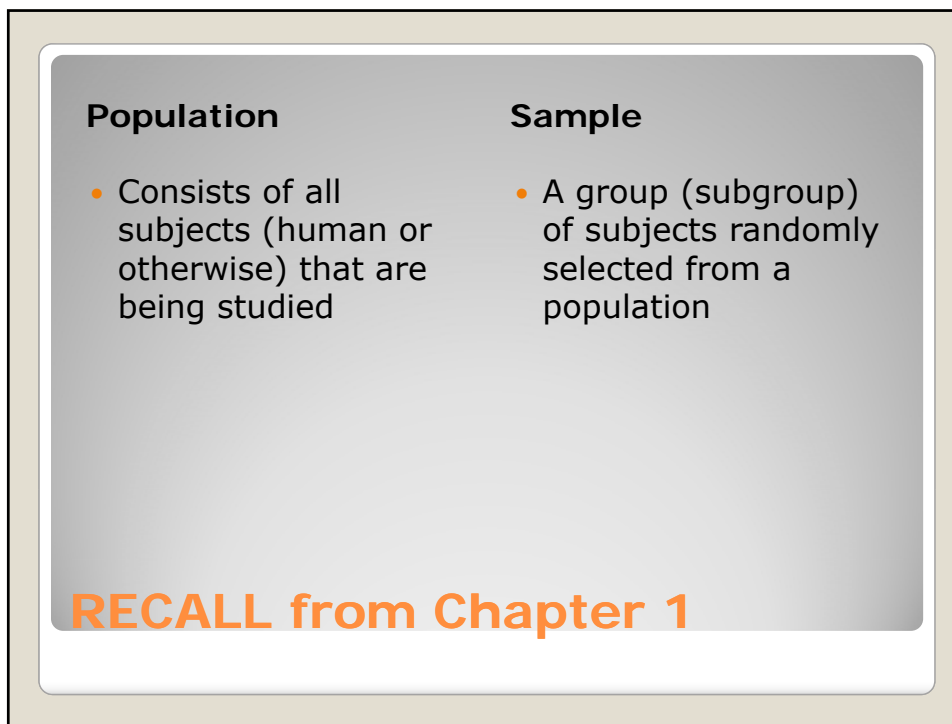 Population
• Consists of all
subjects (human or
otherwise) that are
being studied
Sample
• A group (subgroup)
of subjects randomly
selected from a
population
RECALL from Chapter 1